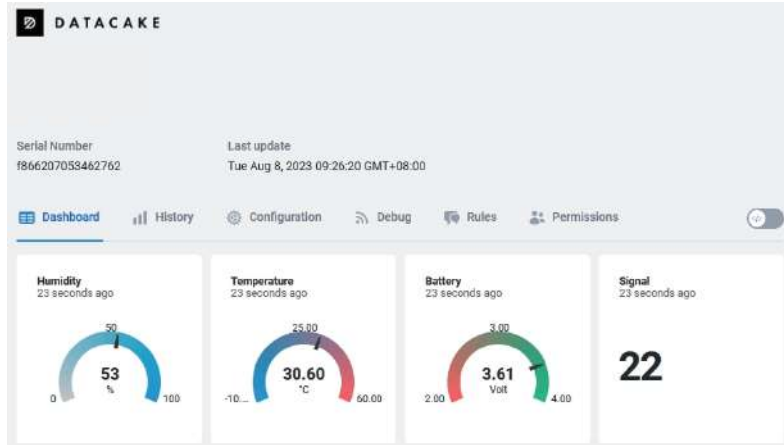 DATACAKE
Serial Number
f866207053462762
Last update
Tue Aug 8, 2023 09:26:20 GMT+08:00
Dashboard
History
Configuration
Debug
Rules
Permissions
Humidity
23 seconds ago
50
53
%
0
100
Temperature
23 seconds ago
25.00
30.60
°C
-10...
60.00
Battery
23 seconds ago
3.00
3.61
Volt
2.00
4.00
Signal
23 seconds ago
22